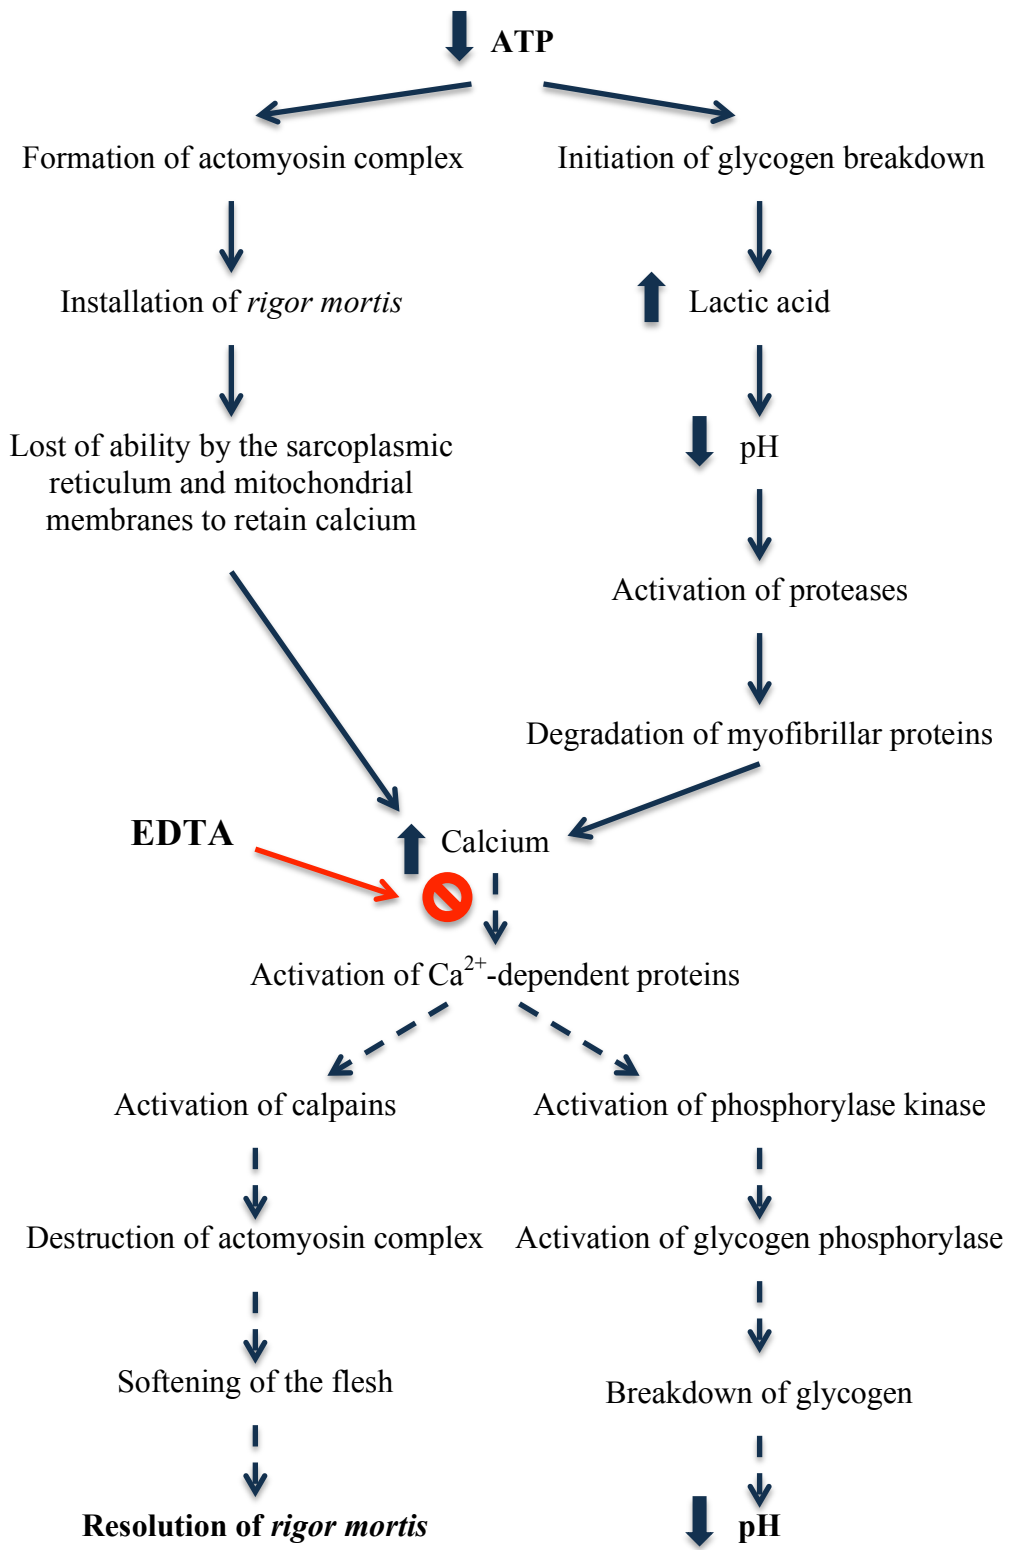 ATP
Formation of actomyosin complex
Initiation of glycogen breakdown
Installation of rigor mortis
Lactic acid
Lost of ability by the sarcoplasmic
reticulum and mitochondrial
membranes to retain calcium
pH
Activation of proteases
Degradation of myofibrillar proteins
EDTA
Calcium
Activation of Ca²⁺-dependent proteins
Activation of calpains
Activation of phosphorylase kinase
Destruction of actomyosin complex
Activation of glycogen phosphorylase
Softening of the flesh
Breakdown of glycogen
Resolution of rigor mortis
pH